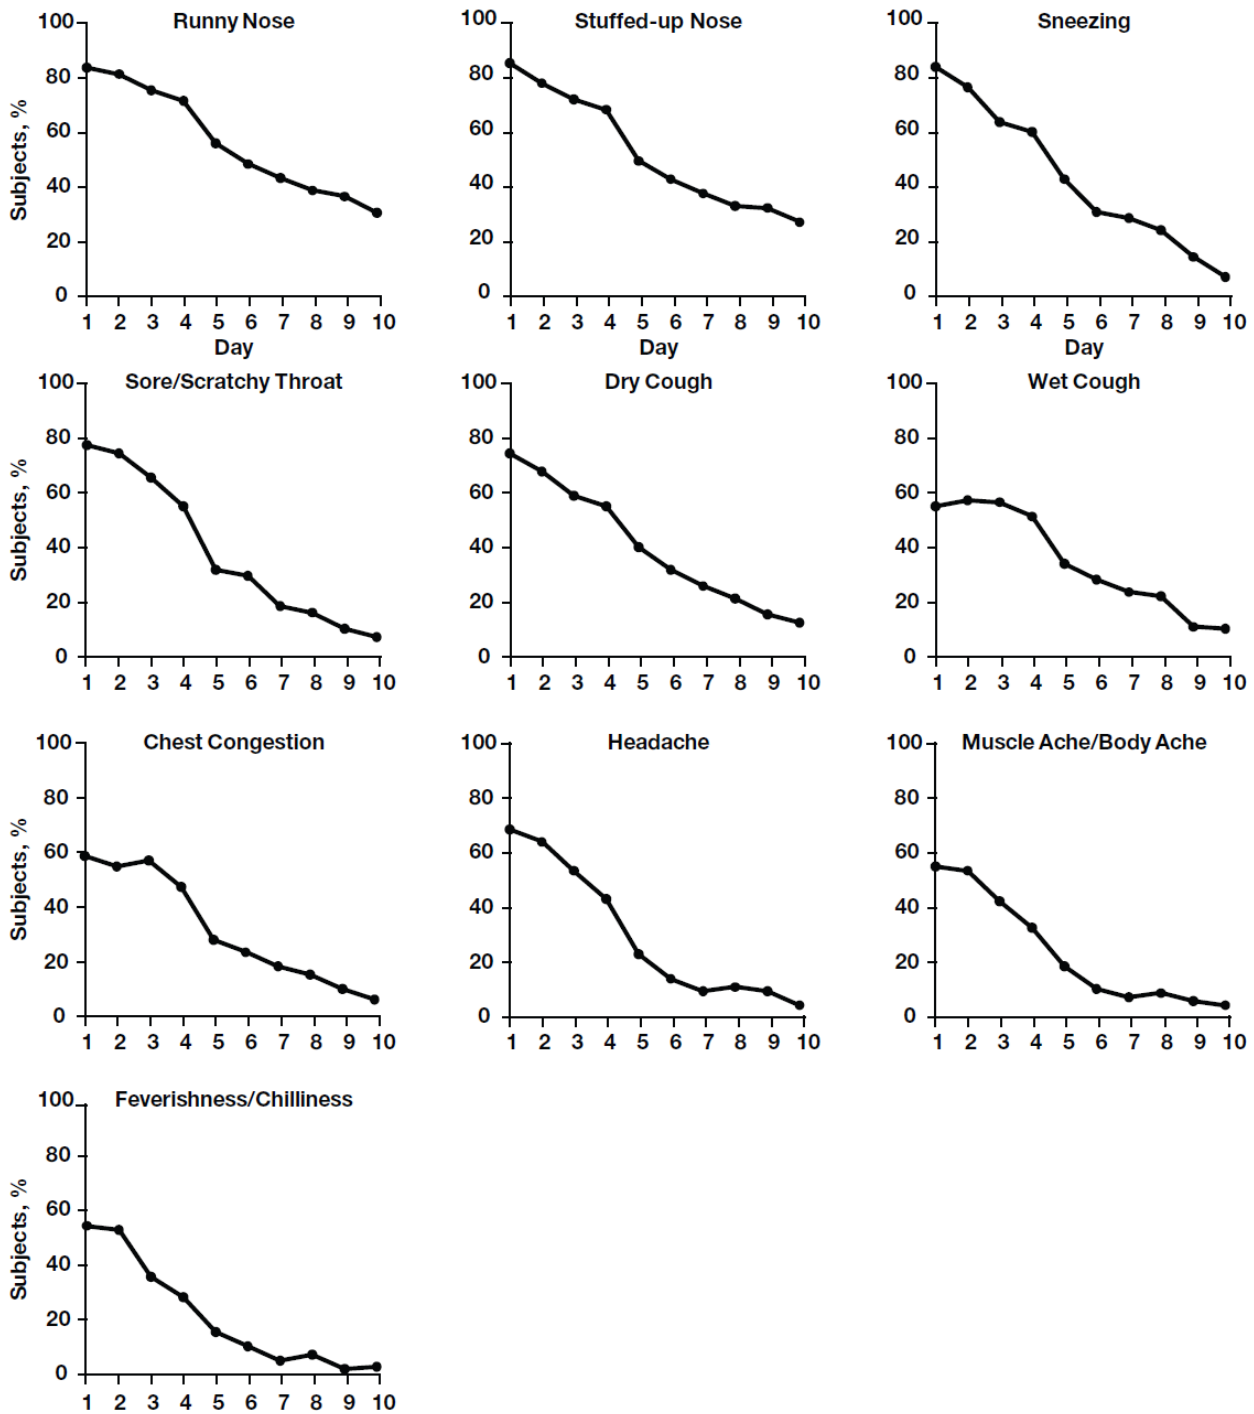 Runny Nose
100
80
60
40
20
0
Subjects, %
1 2 3 4 5 6 7 8 9 10
Day
Stuffed-up Nose
100
80
60
40
20
0
1 2 3 4 5 6 7 8 9 10
Day
Sneezing
100
80
60
40
20
0
1 2 3 4 5 6 7 8 9 10
Day
Sore/Scratchy Throat
100
80
60
40
20
0
Subjects, %
1 2 3 4 5 6 7 8 9 10
Dry Cough
100
80
60
40
20
0
1 2 3 4 5 6 7 8 9 10
Wet Cough
100
80
60
40
20
0
1 2 3 4 5 6 7 8 9 10
Chest Congestion
100
80
60
40
20
0
Subjects, %
1 2 3 4 5 6 7 8 9 10
Headache
100
80
60
40
20
0
1 2 3 4 5 6 7 8 9 10
Muscle Ache/Body Ache
100
80
60
40
20
0
1 2 3 4 5 6 7 8 9 10
Feverishness/Chilliness
100
80
60
40
20
0
Subjects, %
1 2 3 4 5 6 7 8 9 10